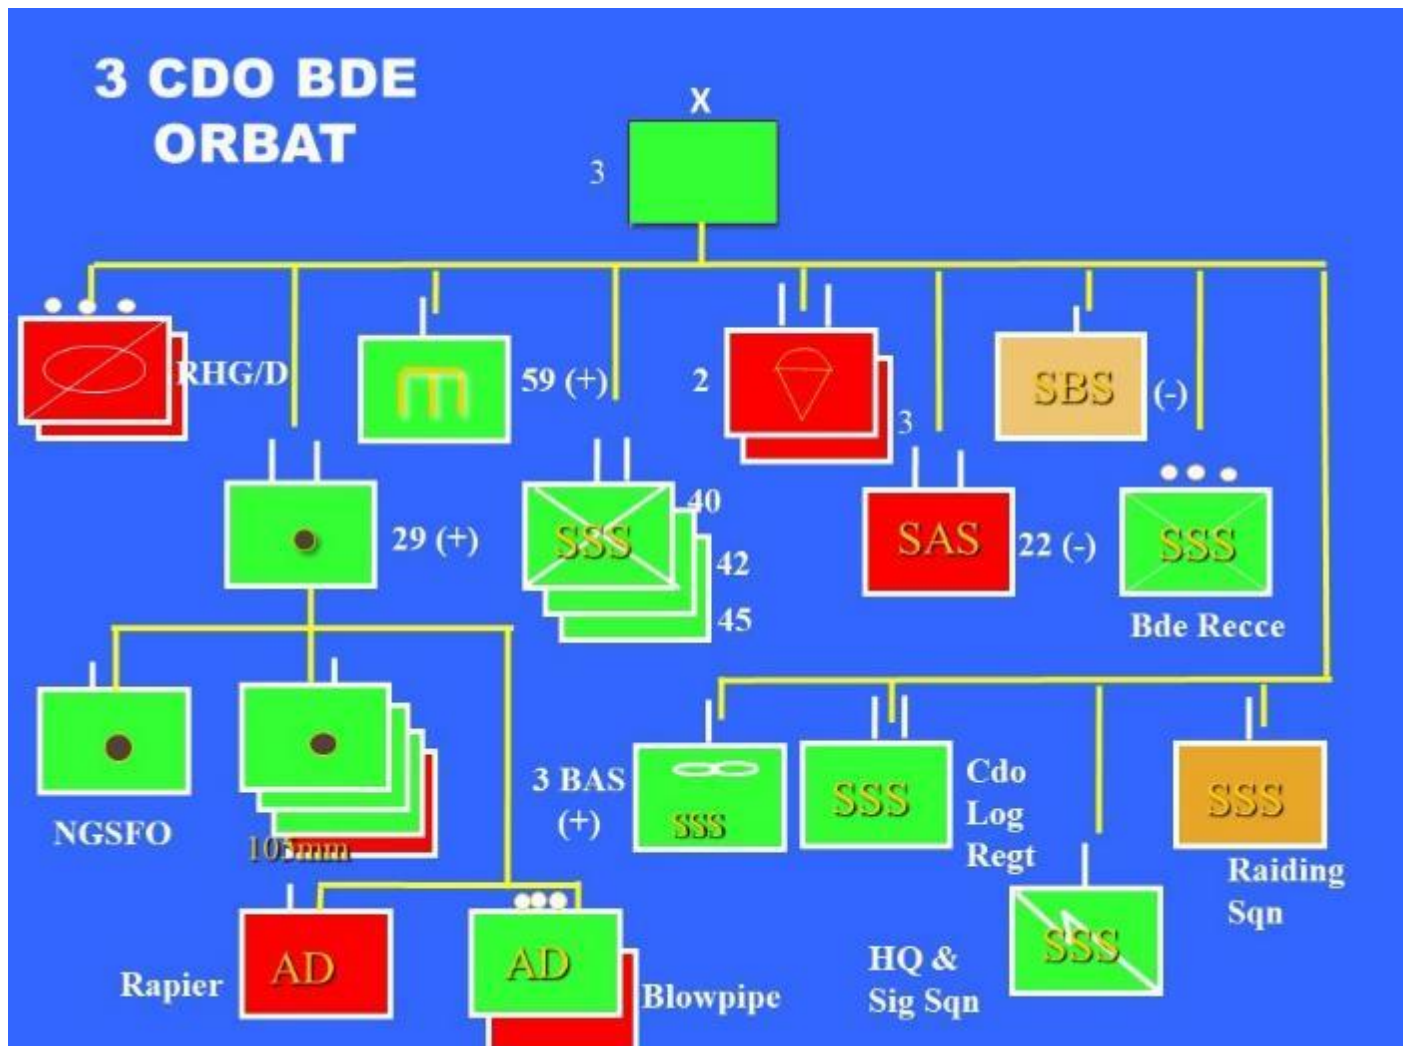 3 CDO BDE
ORBAT
X
3
RHG/D
59 (+)
2
3
SBS
(-)
29 (+)
SSS
40
42
45
SAS
22 (-)
SSS
Bde Recce
NGSFO
105mm
3 BAS
(+)
SSS
SSS
Cdo
Log
Regt
SSS
Raiding
Sqn
Rapier
AD
AD
Blowpipe
HQ &
Sig Sqn
SSS